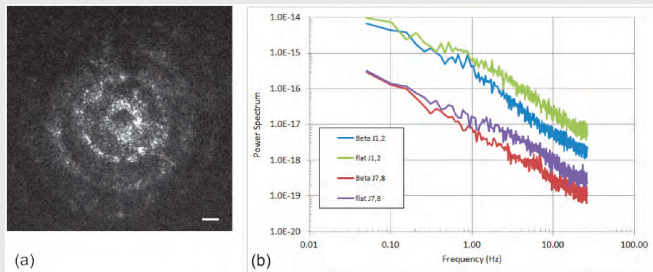 1.0E-14
1.0E-15
1.0E-16
1.0E-17
1.0E-18
1.0E-19
1.0E-20
Power Spectrum
Beta J1,2
flat J1,2
Beta J7,8
flat J7,8
0.01 0.10 1.00 10.00 100.00
Frequency (Hz)
(a) (b)